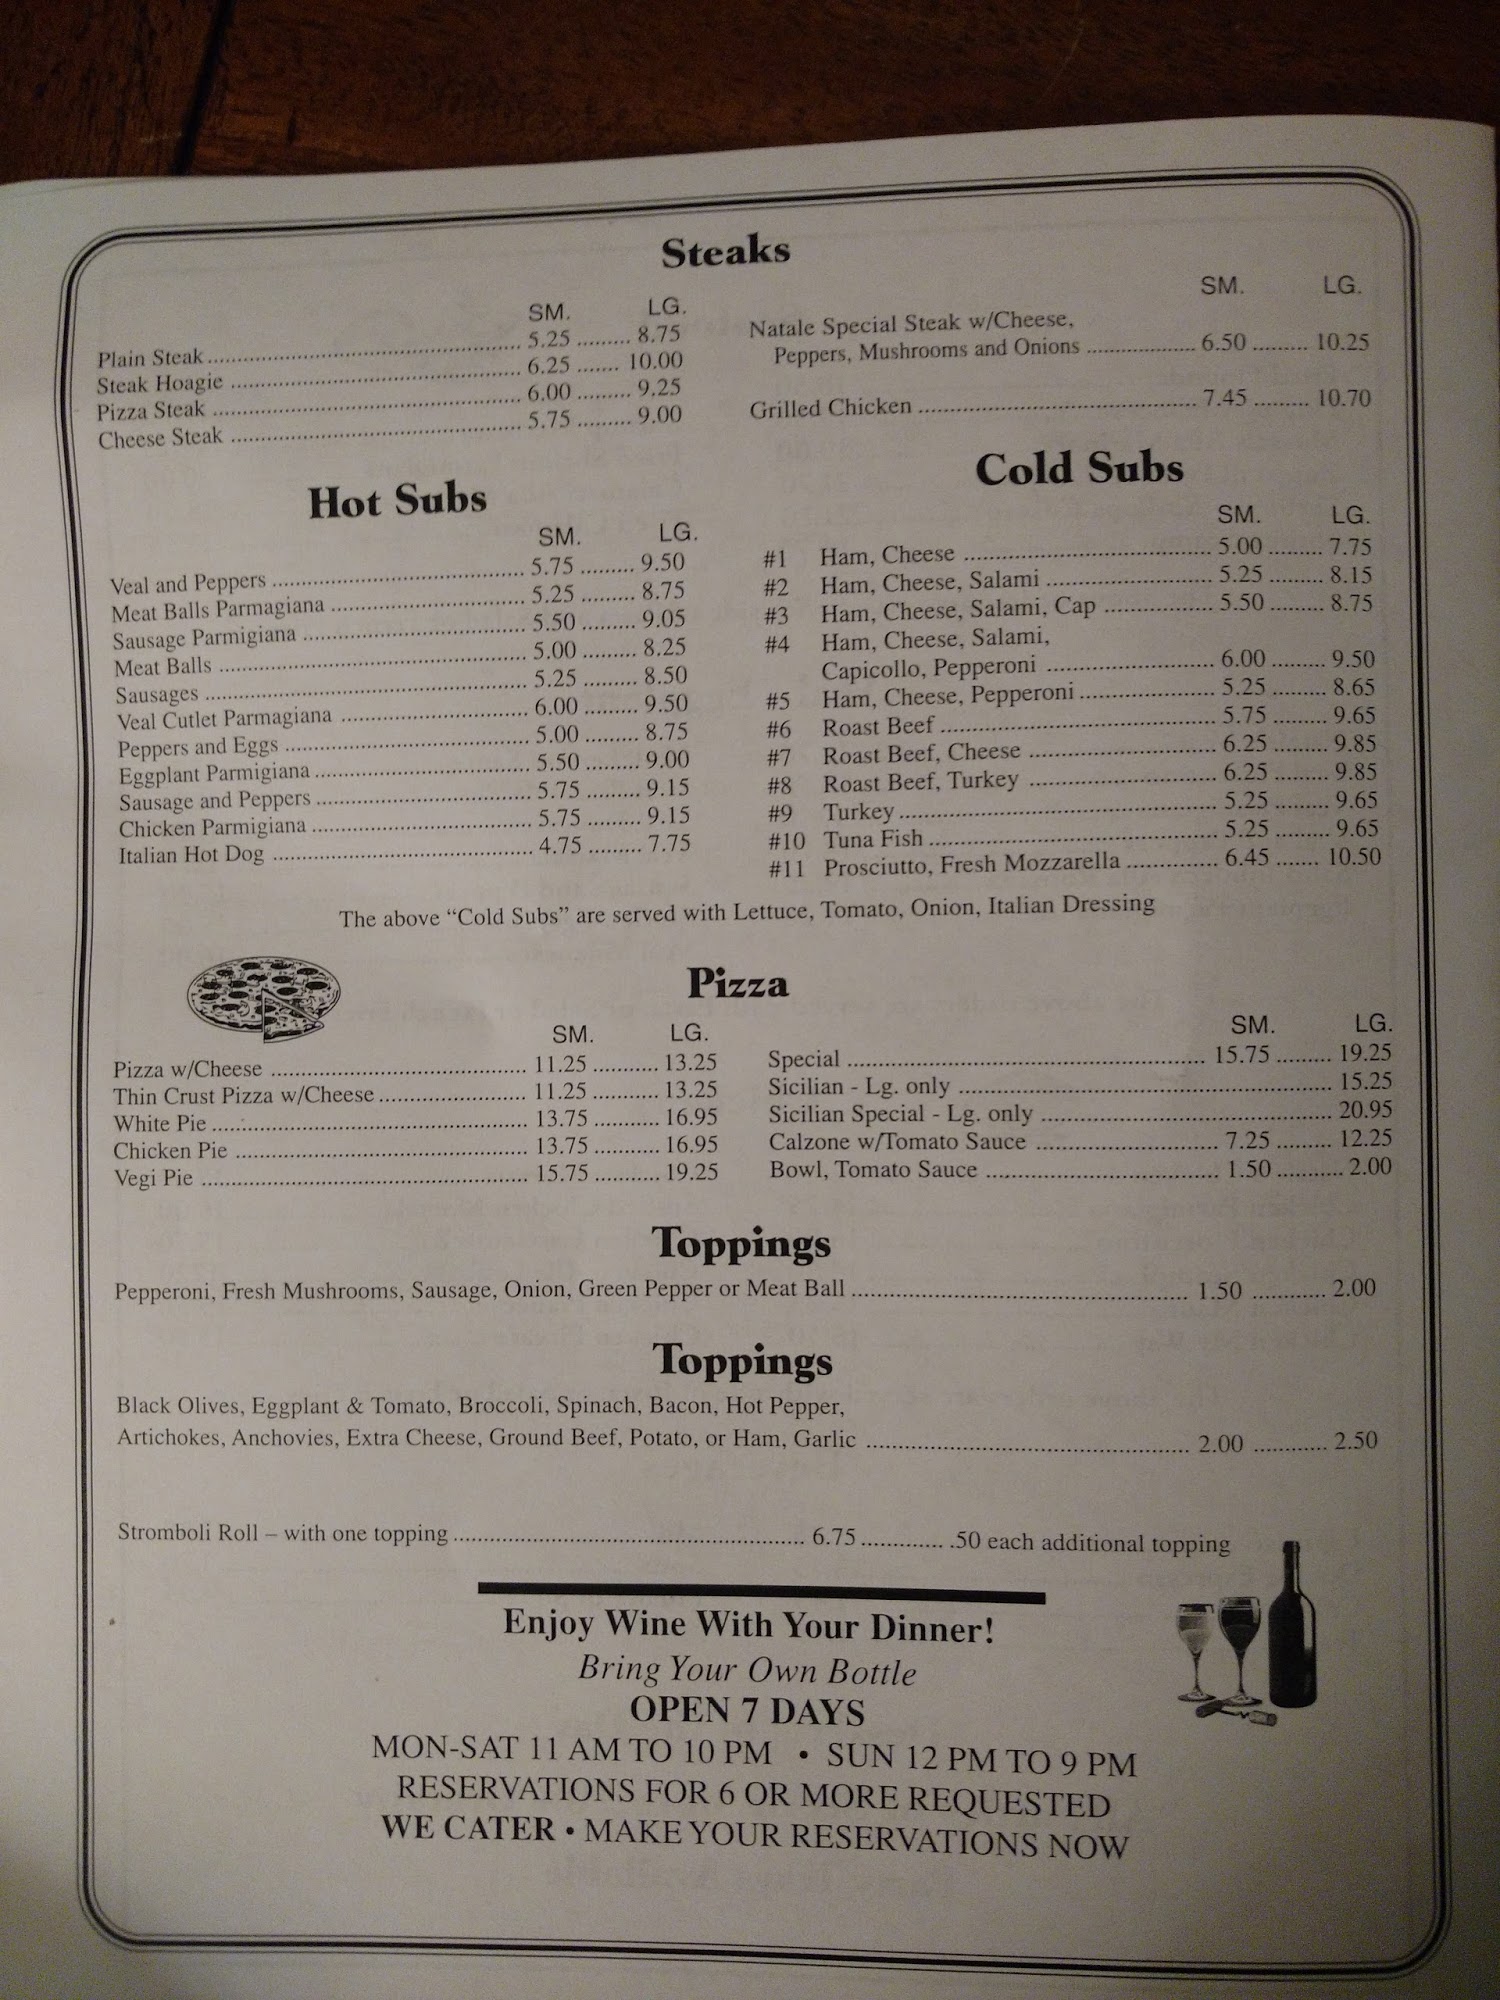 Steaks
SM. LG.
Plain Steak 5.25 8.75
Steak Hoagie 6.25 10.00
Pizza Steak 6.00 9.25
Cheese Steak 5.75 9.00
SM. LG.
Natale Special Steak w/Cheese,
Peppers, Mushrooms and Onions 6.50 10.25
Grilled Chicken 7.45 10.70
Hot Subs
SM. LG.
Veal and Peppers 5.75 9.50
Meat Balls Parmagiana 5.25 8.75
Sausage Parmigiana 5.50 9.05
Meat Balls 5.00 8.25
Sausages 5.25 8.50
Veal Cutlet Parmagiana 6.00 9.50
Peppers and Eggs 5.00 8.75
Eggplant Parmigiana 5.50 9.00
Sausage and Peppers 5.75 9.15
Chicken Parmigiana 5.75 9.15
Italian Hot Dog 4.75 7.75
Cold Subs
SM. LG.
#1 Ham, Cheese 5.00 7.75
#2 Ham, Cheese, Salami 5.25 8.15
#3 Ham, Cheese, Salami, Cap 5.50 8.75
#4 Ham, Cheese, Salami,
Capicollo, Pepperoni 6.00 9.50
#5 Ham, Cheese, Pepperoni 5.25 8.65
#6 Roast Beef 5.75 9.65
#7 Roast Beef, Cheese 6.25 9.85
#8 Roast Beef, Turkey 6.25 9.85
#9 Turkey 5.25 9.65
#10 Tuna Fish 5.25 9.65
#11 Prosciutto, Fresh Mozzarella 6.45 10.50
The above “Cold Subs” are served with Lettuce, Tomato, Onion, Italian Dressing
Pizza
SM. LG.
Pizza w/Cheese 11.25 13.25
Thin Crust Pizza w/Cheese 11.25 13.25
White Pie 13.75 16.95
Chicken Pie 13.75 16.95
Vegi Pie 15.75 19.25
SM. LG.
Special 15.75 19.25
Sicilian - Lg. only 15.25
Sicilian Special - Lg. only 20.95
Calzone w/Tomato Sauce 7.25 12.25
Bowl, Tomato Sauce 1.50 2.00
Toppings
Pepperoni, Fresh Mushrooms, Sausage, Onion, Green Pepper or Meat Ball 1.50 2.00
Toppings
Black Olives, Eggplant & Tomato, Broccoli, Spinach, Bacon, Hot Pepper,
Artichokes, Anchovies, Extra Cheese, Ground Beef, Potato, or Ham, Garlic 2.00 2.50
Stromboli Roll – with one topping 6.75 .50 each additional topping
Enjoy Wine With Your Dinner!
Bring Your Own Bottle
OPEN 7 DAYS
MON-SAT 11 AM TO 10 PM • SUN 12 PM TO 9 PM
RESERVATIONS FOR 6 OR MORE REQUESTED
WE CATER • MAKE YOUR RESERVATIONS NOW